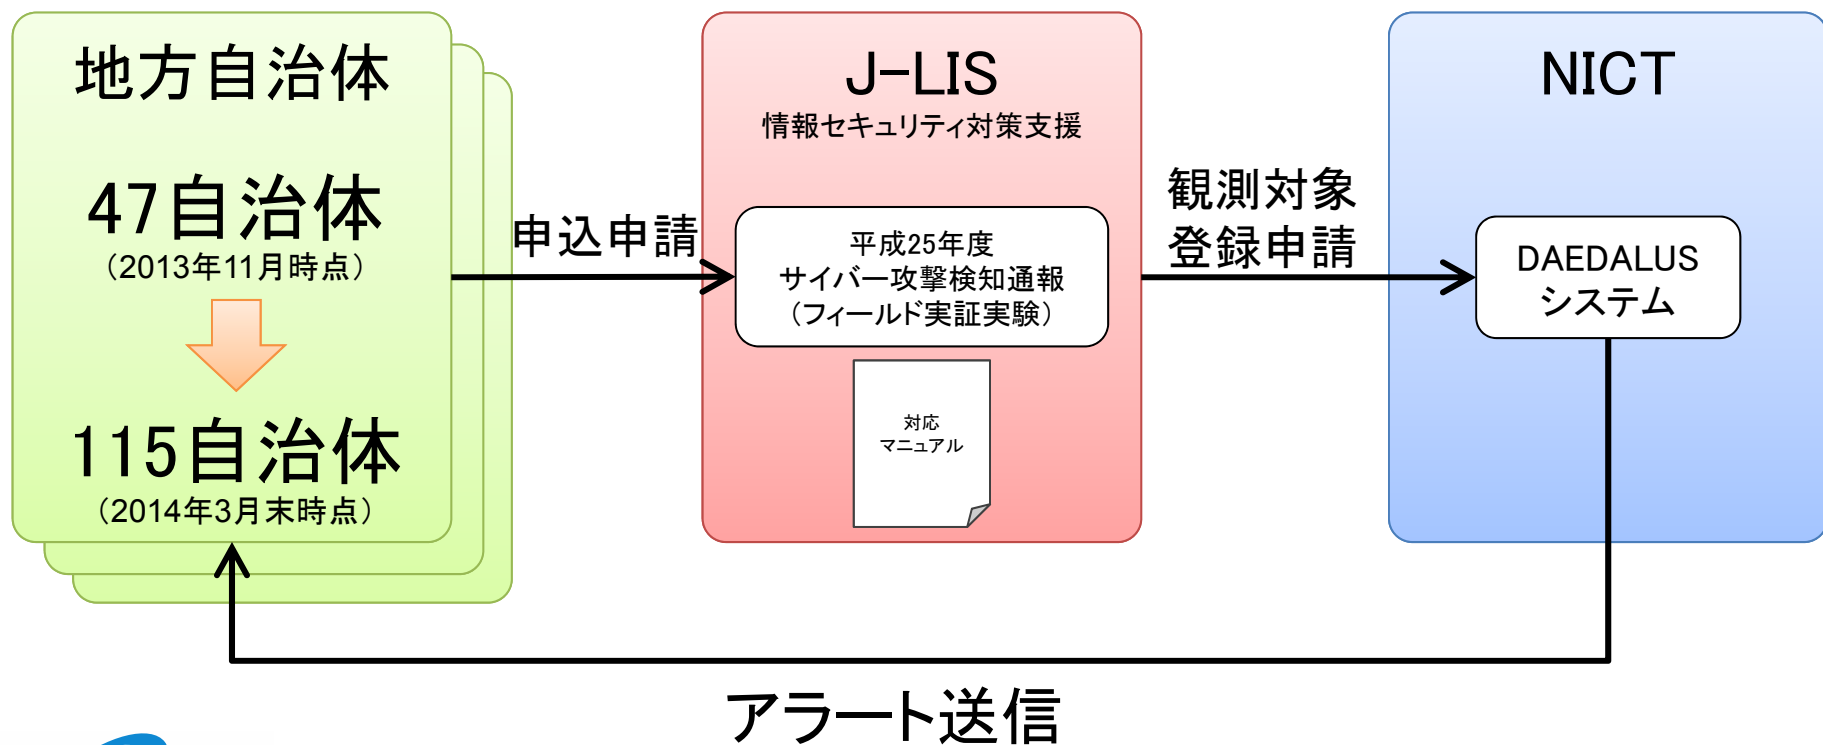 地方自治体
47自治体
（2013年11月時点）
115自治体
（2014年3月末時点）
申込申請
J-LIS
情報セキュリティ対策支援
平成25年度
サイバー攻撃検知通報
（フィールド実証実験）
対応
マニュアル
観測対象
登録申請
NICT
DAEDALUS
システム
アラート送信